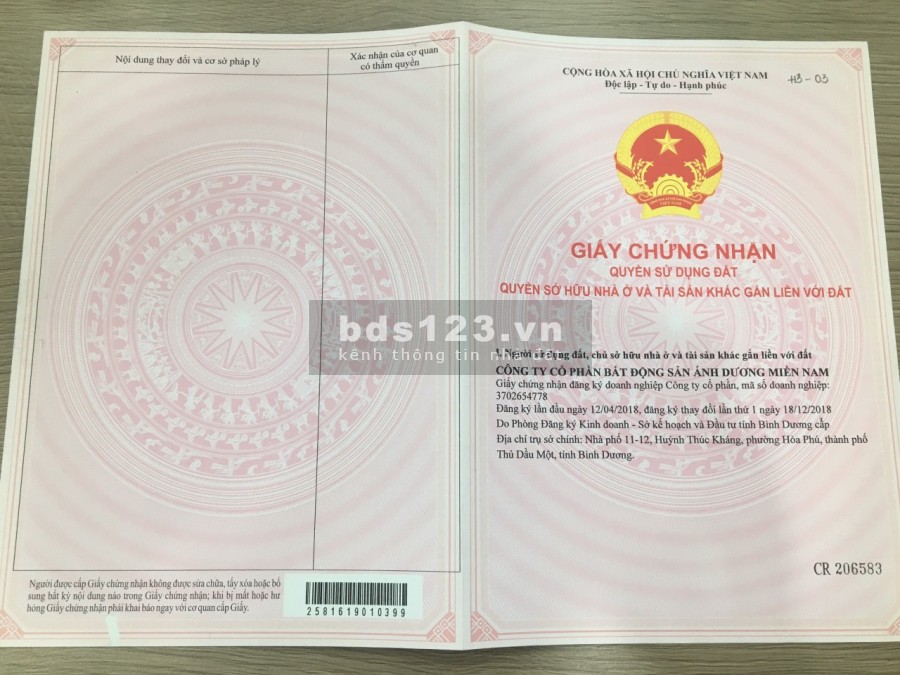 Nội dung thay đổi và cơ sở pháp lý
Xác nhận của cơ quan
có thẩm quyền
Người được cấp Giấy chứng nhận không được sửa chữa, tẩy xóa hoặc bổ
sung bất kỳ nội dung nào trong Giấy chứng nhận; khi bị mất hoặc hư
hỏng Giấy chứng nhận phải khai báo ngay với cơ quan cấp Giấy.
2581619010399
CỘNG HÒA XÃ HỘI CHỦ NGHĨA VIỆT NAM
Độc lập - Tự do - Hạnh phúc
H3-03
VIỆT NAM
GIẤY CHỨNG NHẬN
QUYỀN SỬ DỤNG ĐẤT
QUYỀN SỞ HỮU NHÀ Ở VÀ TÀI SẢN KHÁC GẮN LIỀN VỚI ĐẤT
bds123.vn
kênh thông tin nhà đất
I. Người sử dụng đất, chủ sở hữu nhà ở và tài sản khác gắn liền với đất
CÔNG TY CỔ PHẦN BẤT ĐỘNG SẢN ÁNH DƯƠNG MIỀN NAM
Giấy chứng nhận đăng ký doanh nghiệp Công ty cổ phần, mã số doanh nghiệp:
3702654778
Đăng ký lần đầu ngày 12/04/2018, đăng ký thay đổi lần thứ 1 ngày 18/12/2018
Do Phòng Đăng ký Kinh doanh - Sở kế hoạch và Đầu tư tỉnh Bình Dương cấp
Địa chỉ trụ sở chính: Nhà phố 11-12, Huỳnh Thúc Kháng, phường Hòa Phú, thành phố
Thủ Dầu Một, tỉnh Bình Dương.
CR 206583